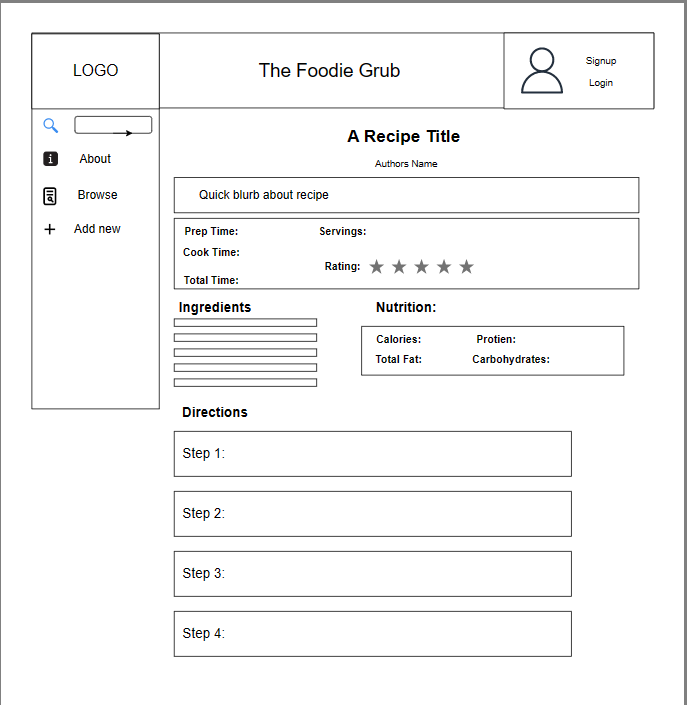 LOGO
The Foodie Grub
Signup
Login
About
Browse
Add new
A Recipe Title
Authors Name
Quick blurb about recipe
Prep Time:
Servings:
Cook Time:
Rating:
Total Time:
Ingredients
Nutrition:
Calories:
Protien:
Total Fat:
Carbohydrates:
Directions
Step 1:
Step 2:
Step 3:
Step 4: